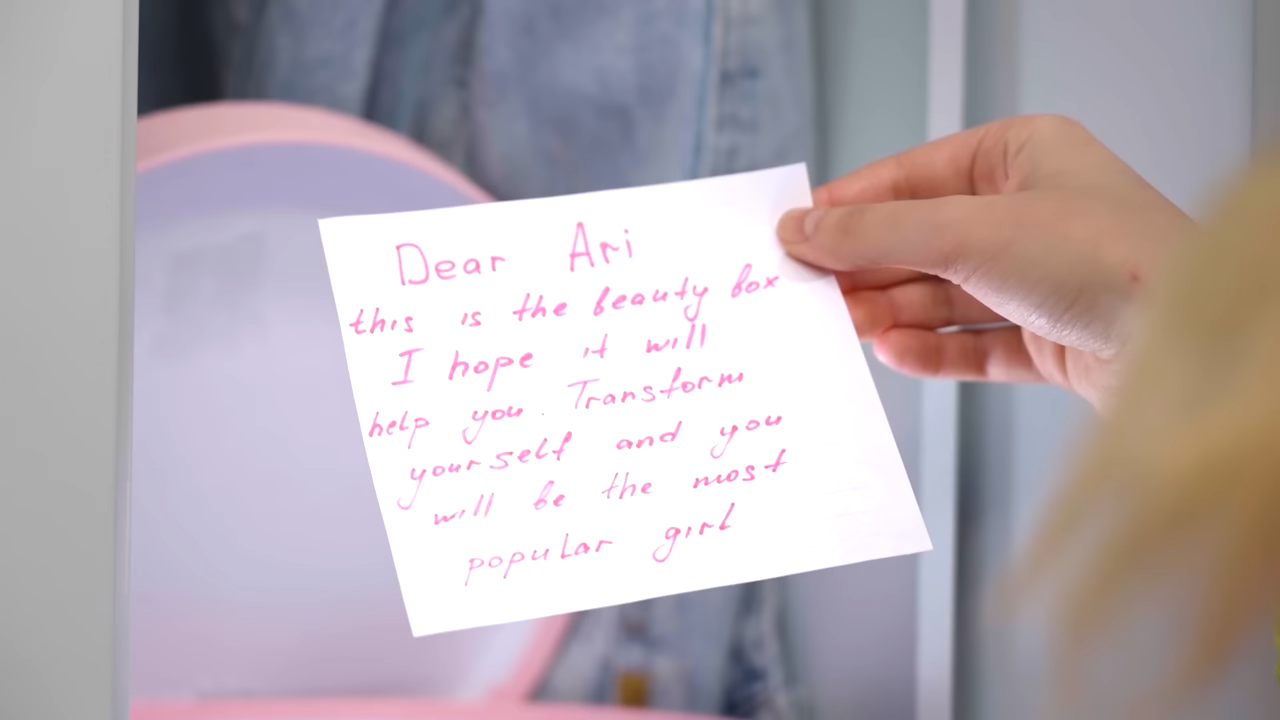 Dear Ari
this is the beauty box
I hope it will
help you. Transform
yourself and you
will be the most
popular girl